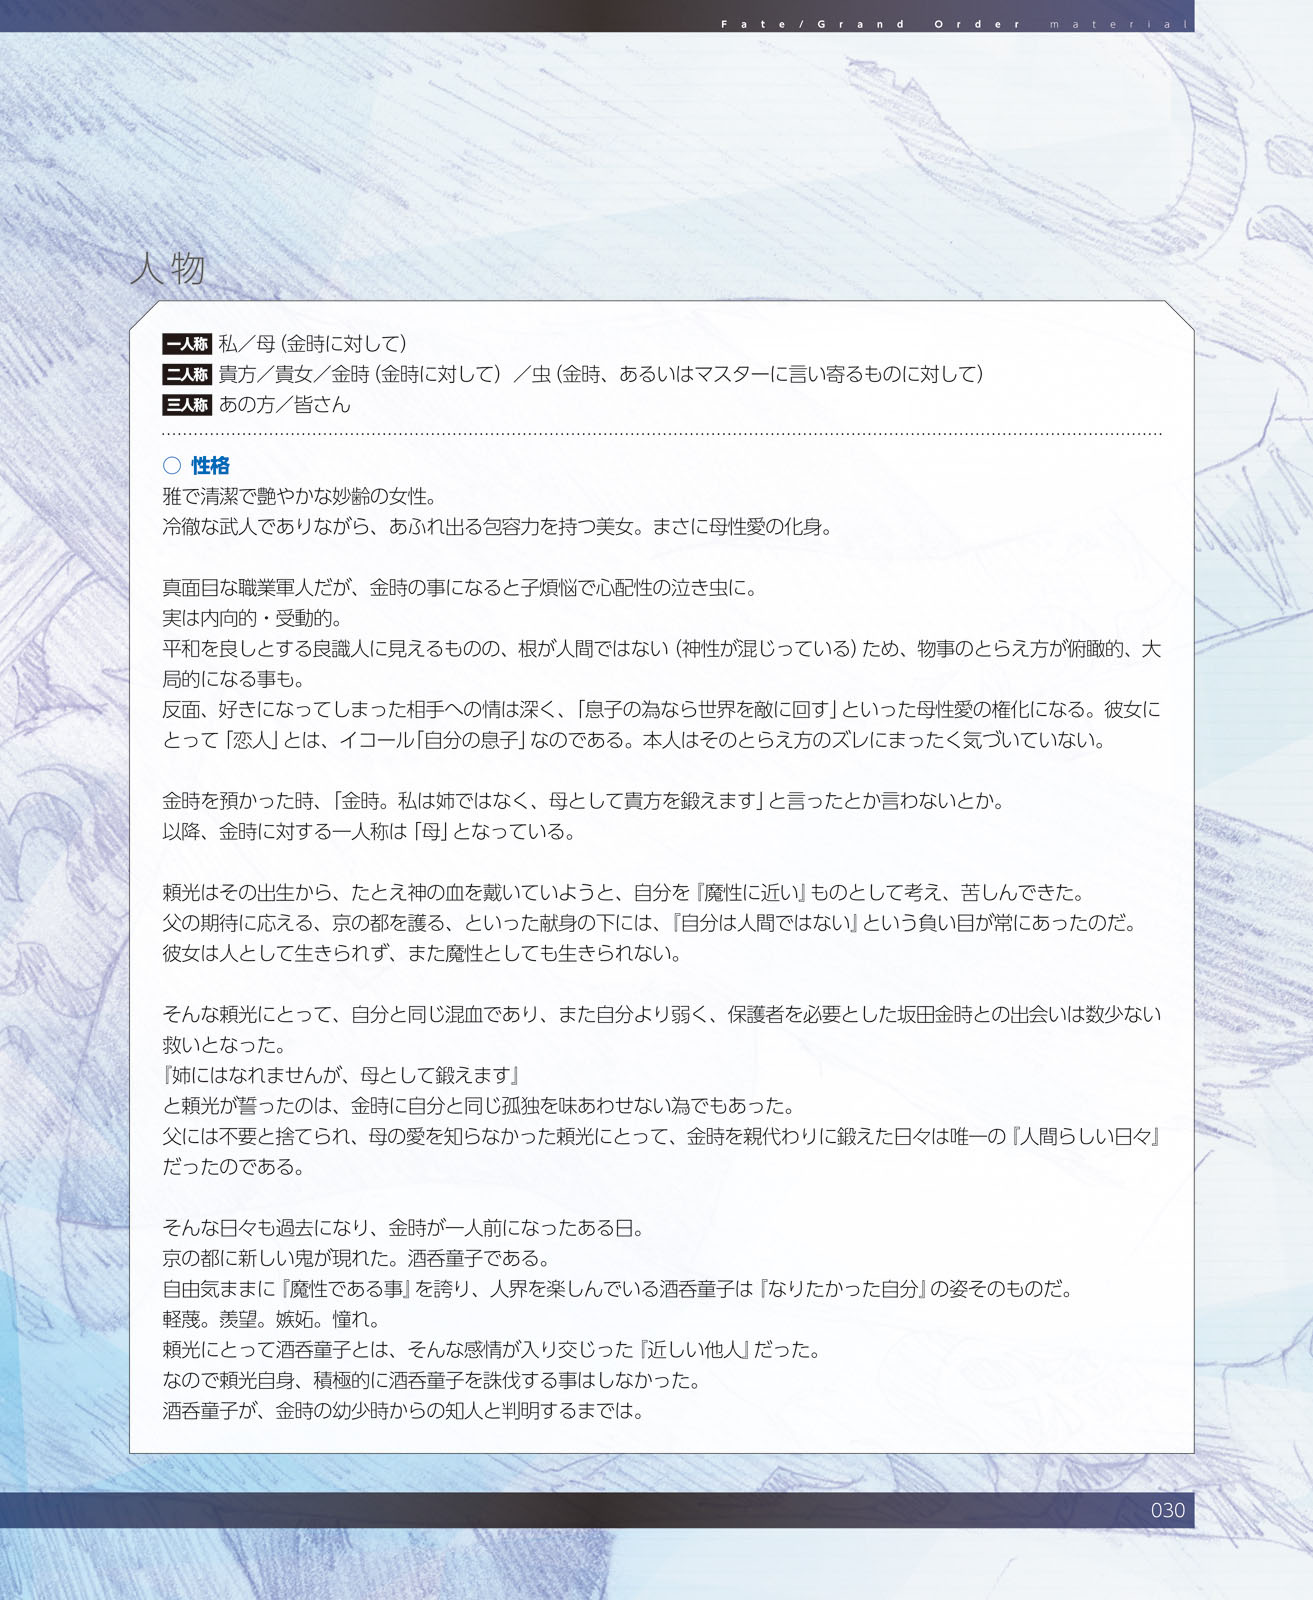 Fate/Grand Order material
人物
一人称 私／母（金時に対して）
二人称 貴方／貴女／金時（金時に対して）／虫（金時、あるいはマスターに言い寄るものに対して）
三人称 あの方／皆さん
○ 性格
雅で清潔で艶やかな妙齢の女性。
冷徹な武人でありながら、あふれ出る包容力を持つ美女。まさに母性愛の化身。
真面目な職業軍人だが、金時の事になると子煩悩で心配性の泣き虫に。
実は内向的・受動的。
平和を良しとする良識人に見えるものの、根が人間ではない（神性が混じっている）ため、物事のとらえ方が俯瞰的、大
局的になる事も。
反面、好きになってしまった相手への情は深く、「息子の為なら世界を敵に回す」といった母性愛の権化になる。彼女に
とって「恋人」とは、イコール「自分の息子」なのである。本人はそのとらえ方のズレにまったく気づいていない。
金時を預かった時、「金時。私は姉ではなく、母として貴方を鍛えます」と言ったとか言わないとか。
以降、金時に対する一人称は「母」となっている。
頼光はその出生から、たとえ神の血を戴いていようと、自分を『魔性に近い』ものとして考え、苦しんできた。
父の期待に応える、京の都を護る、といった献身の下には、『自分は人間ではない』という負い目が常にあったのだ。
彼女は人として生きられず、また魔性としても生きられない。
そんな頼光にとって、自分と同じ混血であり、また自分より弱く、保護者を必要とした坂田金時との出会いは数少ない
救いとなった。
『姉にはなれませんが、母として鍛えます』
と頼光が誓ったのは、金時に自分と同じ孤独を味あわせない為でもあった。
父には不要と捨てられ、母の愛を知らなかった頼光にとって、金時を親代わりに鍛えた日々は唯一の『人間らしい日々』
だったのである。
そんな日々も過去になり、金時が一人前になったある日。
京の都に新しい鬼が現れた。酒呑童子である。
自由気ままに『魔性である事』を誇り、人界を楽しんでいる酒呑童子は『なりたかった自分』の姿そのものだ。
軽蔑。羨望。嫉妬。憧れ。
頼光にとって酒呑童子とは、そんな感情が入り交じった『近しい他人』だった。
なので頼光自身、積極的に酒呑童子を誅伐する事はしなかった。
酒呑童子が、金時の幼少時からの知人と判明するまでは。
030